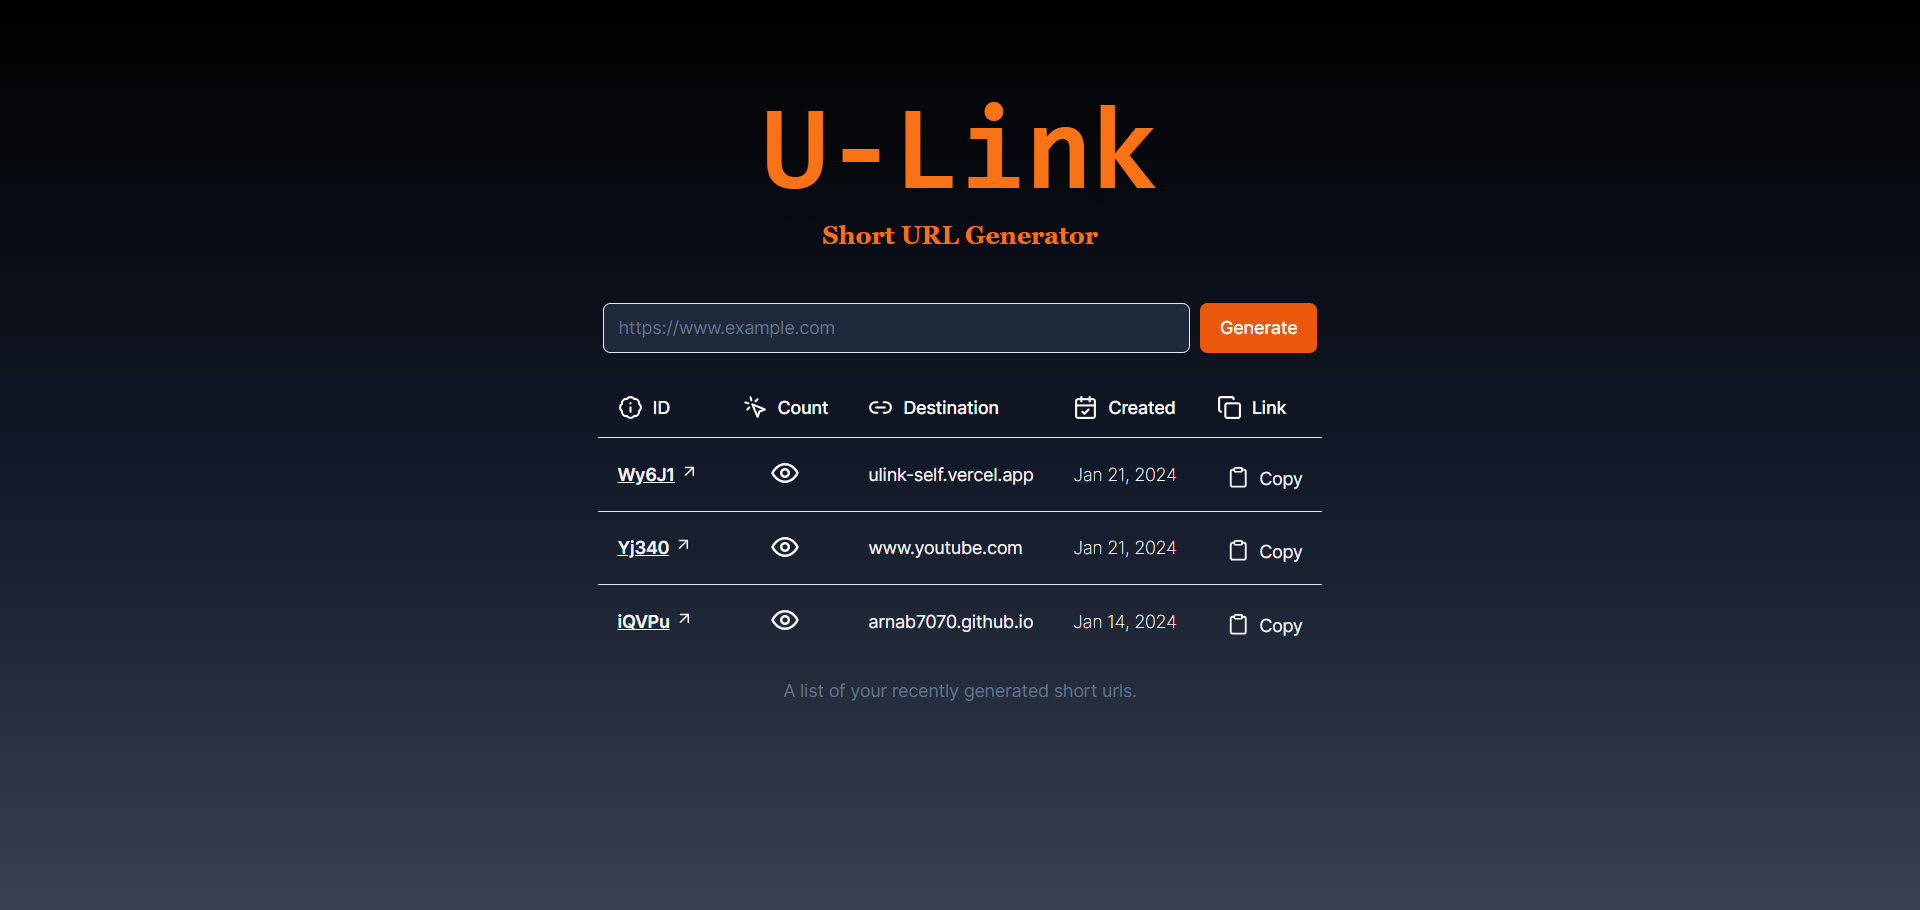 U-Link
Short URL Generator
https://www.example.com Generate
ID Count Destination Created Link
Wy6J1 ulink-self.vercel.app Jan 21, 2024 Copy
Yj340 www.youtube.com Jan 21, 2024 Copy
iQVPu arnab7070.github.io Jan 14, 2024 Copy
A list of your recently generated short urls.